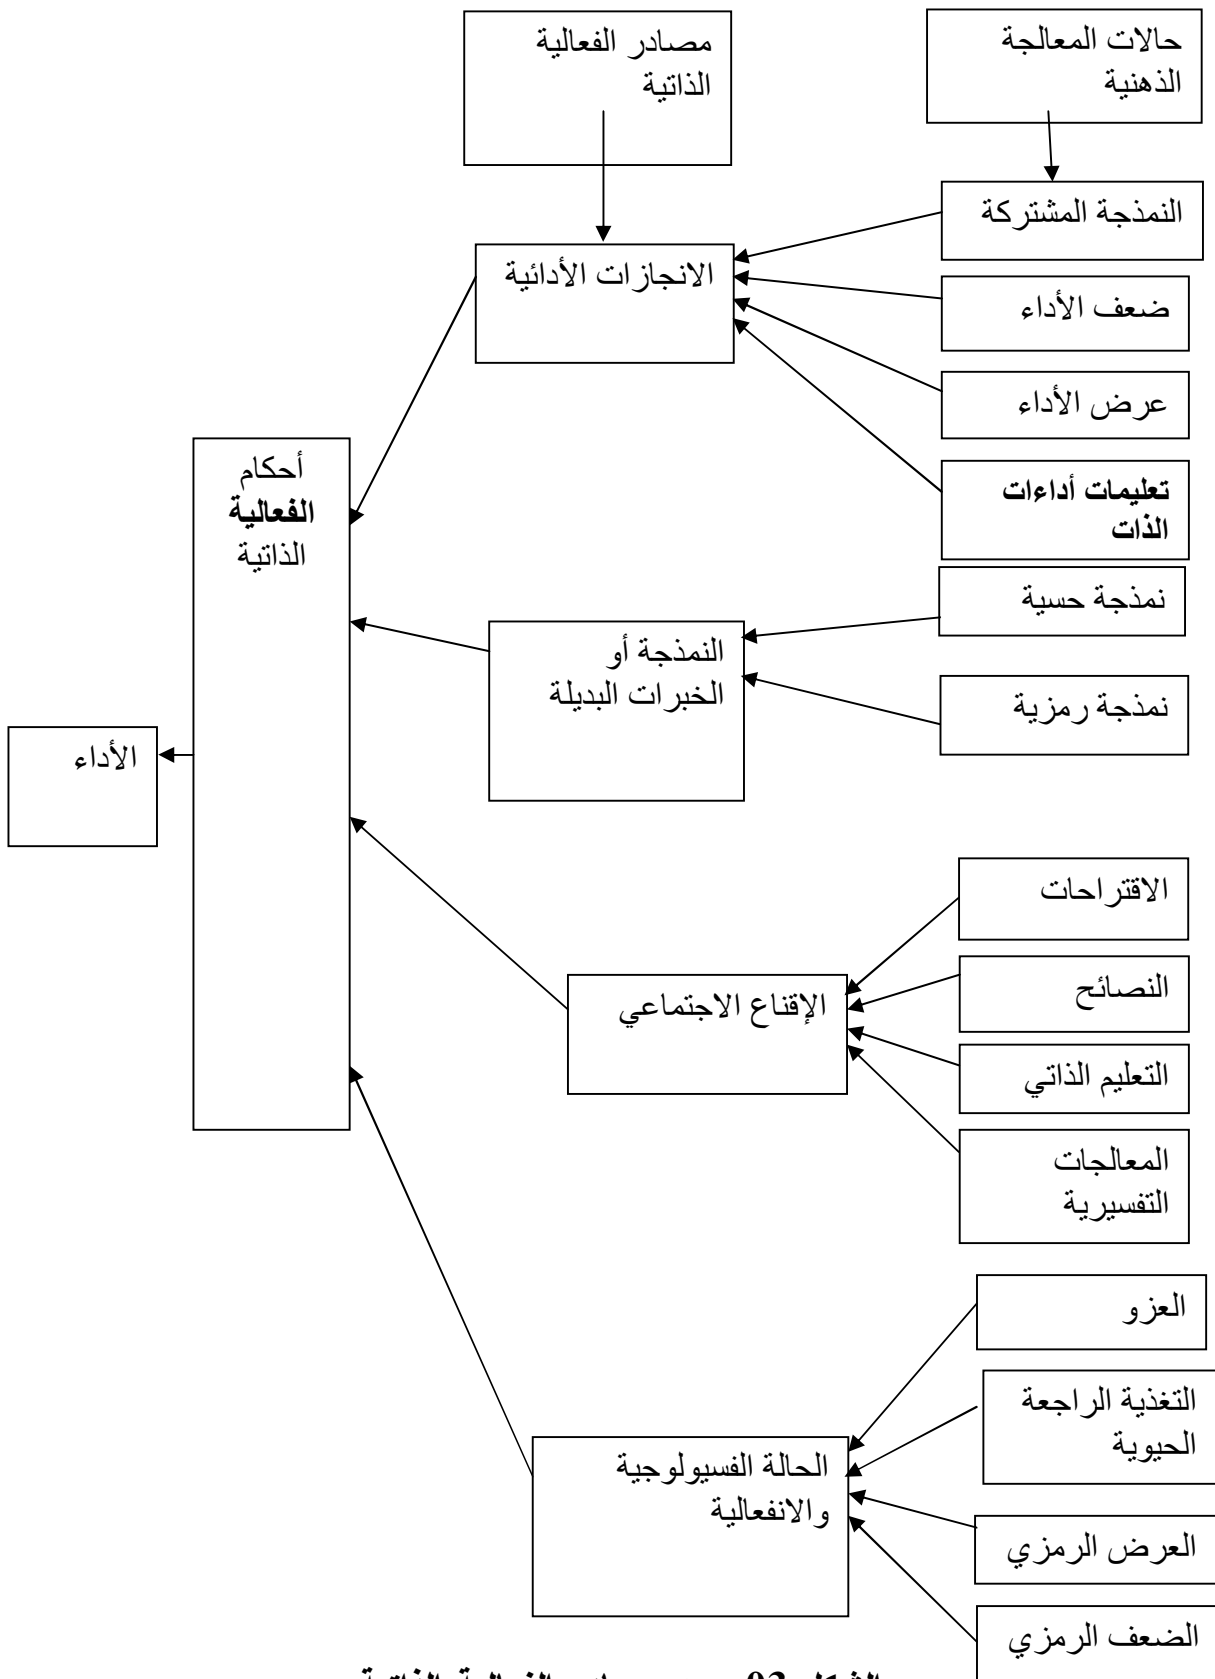 حالات المعالجة
الذهنية
مصادر الفعالية
الذاتية
النمذجة المشتركة
ضعف الأداء
عرض الأداء
تعليمات أداءات
الذات
الانجازات الأدائية
نمذجة حسية
نمذجة رمزية
النمذجة أو
الخبرات البديلة
الاقتراحات
النصائح
التعليم الذاتي
المعالجات
التفسيرية
الإقناع الاجتماعي
العزو
التغذية الراجعة
الحيوية
العرض الرمزي
الضعف الرمزي
الحالة الفسيولوجية
والانفعالية
أحكام
الفعالية
الذاتية
الأداء